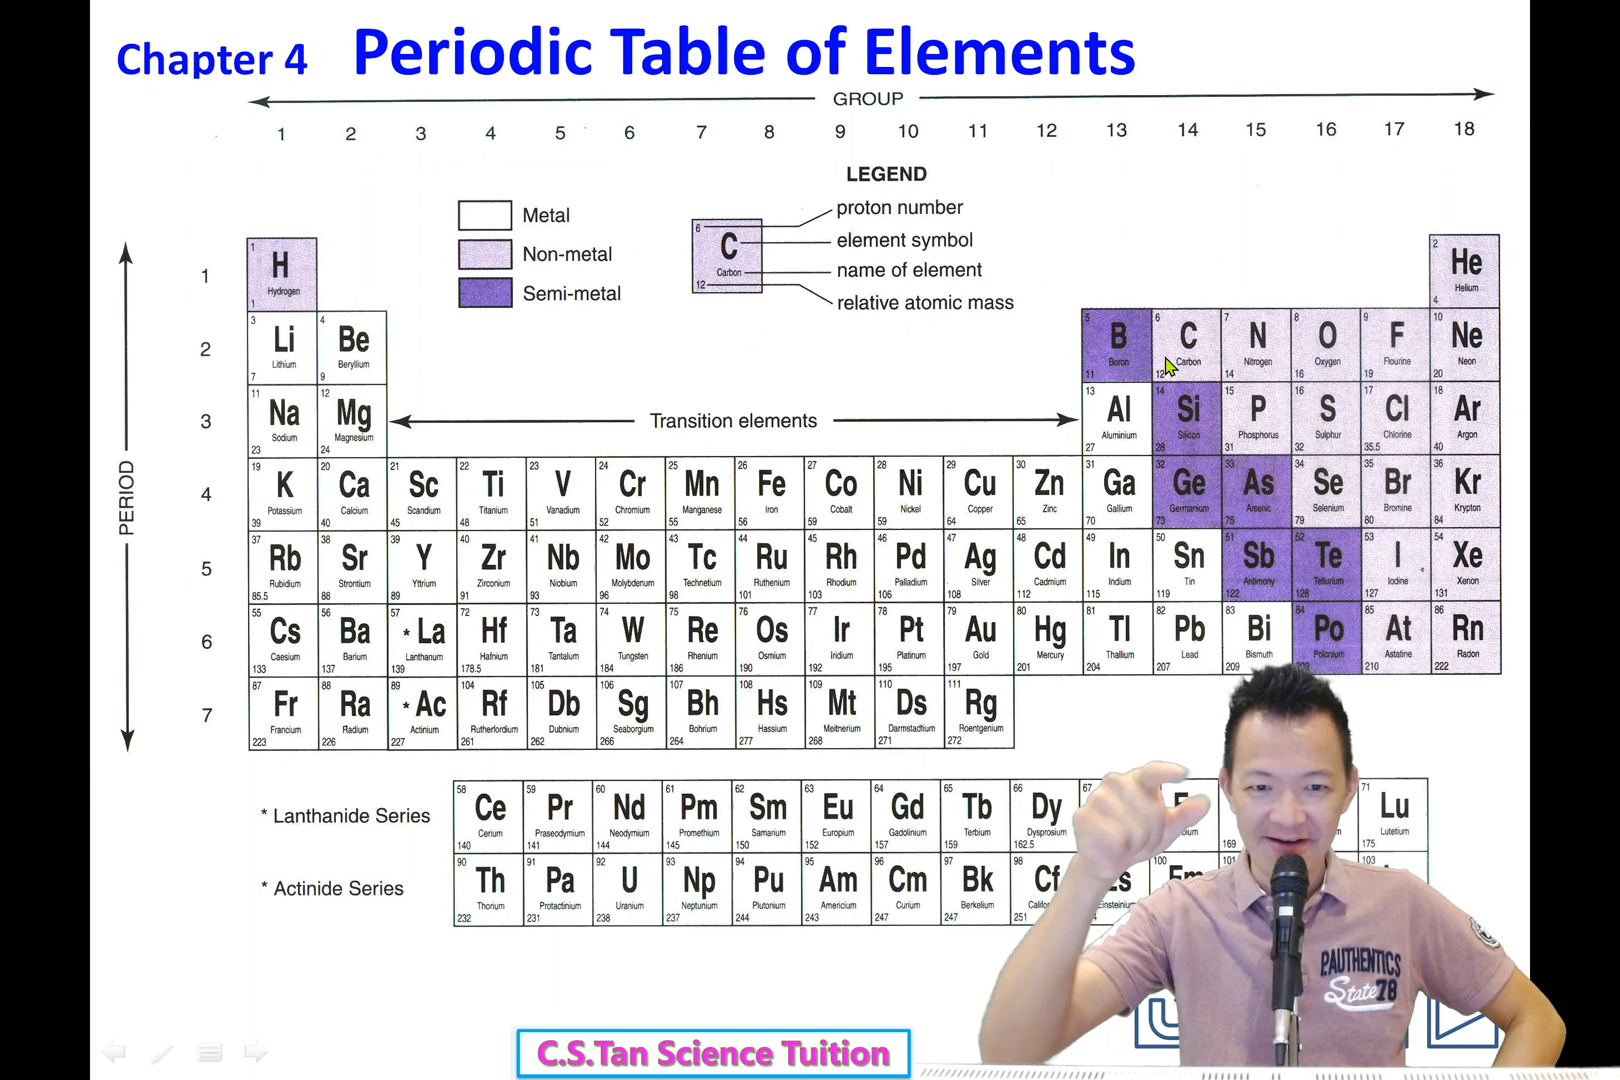 Chapter 4 Periodic Table of Elements
GROUP
1 2 3 4 5 6 7 8 9 10 11 12 13 14 15 16 17 18
LEGEND
Metal
Non-metal
Semi-metal
6
C
Carbon
12
proton number
element symbol
name of element
relative atomic mass
PERIOD
1
1 H Hydrogen 1
2 He Helium 4
2
3 Li Lithium 7
4 Be Beryllium 9
5 B Boron 11
6 C Carbon 12
7 N Nitrogen 14
8 O Oxygen 16
9 F Flourine 19
10 Ne Neon 20
3
11 Na Sodium 23
12 Mg Magnesium 24
Transition elements
13 Al Aluminium 27
14 Si Silicon 28
15 P Phosphorus 31
16 S Sulphur 32
17 Cl Chlorine 35.5
18 Ar Argon 40
4
19 K Potassium 39
20 Ca Calcium 40
21 Sc Scandium 45
22 Ti Titanium 48
23 V Vanadium 51
24 Cr Chromium 52
25 Mn Manganese 55
26 Fe Iron 56
27 Co Cobalt 59
28 Ni Nickel 59
29 Cu Copper 64
30 Zn Zinc 65
31 Ga Gallium 70
32 Ge Germanium 73
33 As Arsenic 75
34 Se Selenium 79
35 Br Bromine 80
36 Kr Krypton 84
5
37 Rb Rubidium 85.5
38 Sr Strontium 88
39 Y Yttrium 89
40 Zr Zirconium 91
41 Nb Niobium 93
42 Mo Molybdenum 96
43 Tc Technetium 98
44 Ru Ruthenium 101
45 Rh Rhodium 103
46 Pd Palladium 106
47 Ag Silver 108
48 Cd Cadmium 112
49 In Indium 115
50 Sn Tin 119
51 Sb Antimony 122
52 Te Tellurium 128
53 I Iodine 127
54 Xe Xenon 131
6
55 Cs Caesium 133
56 Ba Barium 137
57 * La Lanthanum 139
72 Hf Hafnium 178.5
73 Ta Tantalum 181
74 W Tungsten 184
75 Re Rhenium 186
76 Os Osmium 190
77 Ir Iridium 192
78 Pt Platinum 195
79 Au Gold 197
80 Hg Mercury 201
81 Tl Thallium 204
82 Pb Lead 207
83 Bi Bismuth 209
84 Po Polonium
85 At Astatine 210
86 Rn Radon 222
7
87 Fr Francium 223
88 Ra Radium 226
89 * Ac Actinium 227
104 Rf Rutherfordium 261
105 Db Dubnium 262
106 Sg Seaborgium 266
107 Bh Bohrium 264
108 Hs Hassium 277
109 Mt Meitnerium 268
110 Ds Darmstadtium 271
111 Rg Roentgenium 272
* Lanthanide Series
58 Ce Cerium 140
59 Pr Praseodymium 141
60 Nd Neodymium 144
61 Pm Promethium 145
62 Sm Samarium 150
63 Eu Europium 152
64 Gd Gadolinium 157
65 Tb Terbium 159
66 Dy Dysprosium 162.5
67
169
71 Lu Lutetium 175
* Actinide Series
90 Th Thorium 232
91 Pa Protactinium 231
92 U Uranium 238
93 Np Neptunium 237
94 Pu Plutonium 244
95 Am Americium 243
96 Cm Curium 247
97 Bk Berkelium 247
98 Cf 251
Es Einsteinium
100 Fm
103
P.AUTHENTICS
State 78
C.S.Tan Science Tuition